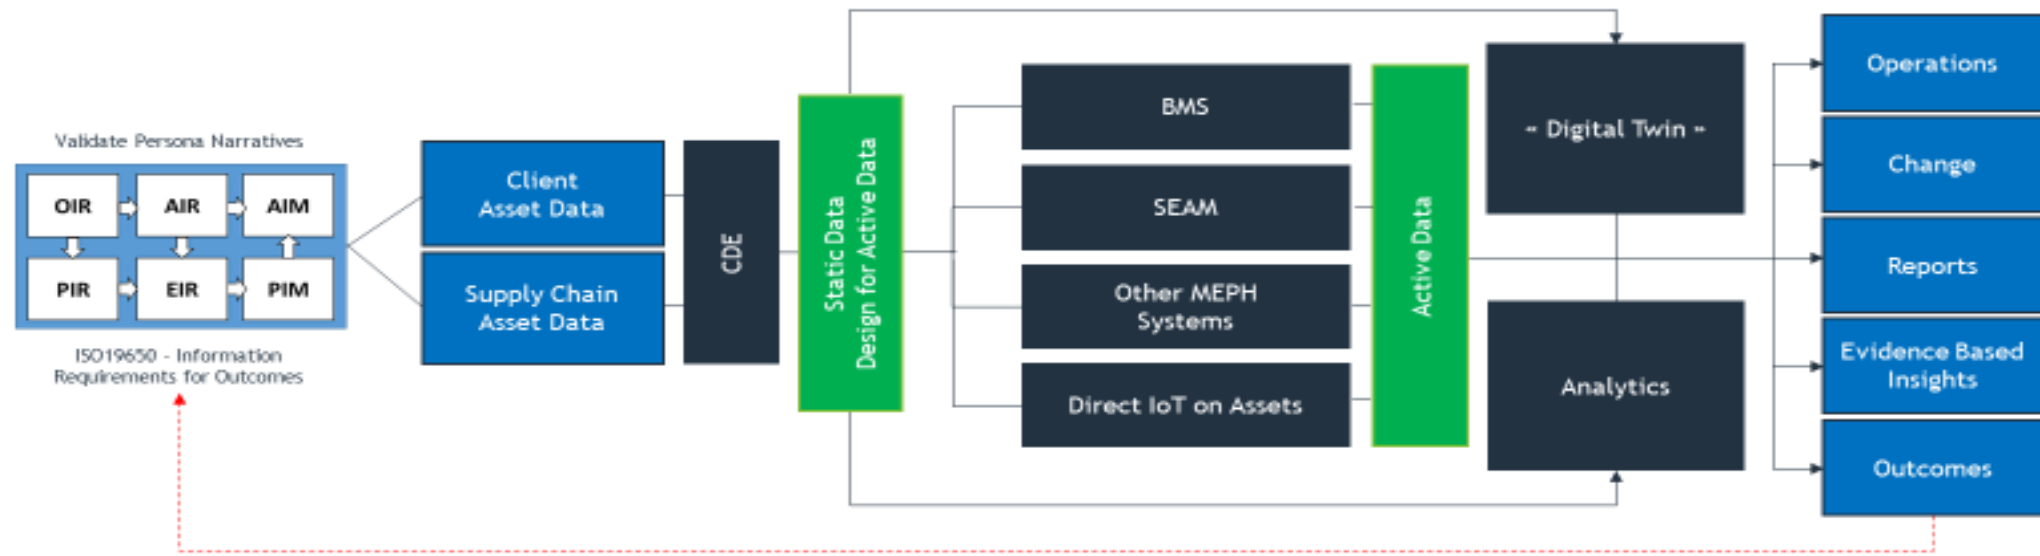 Validate Persona Narratives
OIR
AIR
AIM
PIR
EIR
PIM
ISO19650 - Information
Requirements for Outcomes
Client
Asset Data
Supply Chain
Asset Data
CDE
Static Data
Design for Active Data
BMS
SEAM
Other MEPH
Systems
Direct IoT on Assets
Active Data
-- Digital Twin --
Analytics
Operations
Change
Reports
Evidence Based
Insights
Outcomes